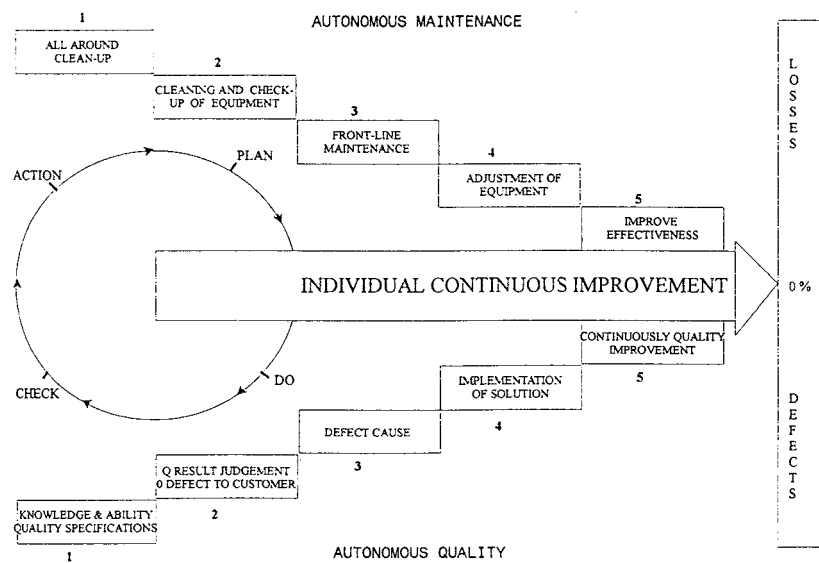 AUTONOMOUS MAINTENANCE
1
ALL AROUND
CLEAN-UP
2
CLEANING AND CHECK-
UP OF EQUIPMENT
3
FRONT-LINE
MAINTENANCE
4
ADJUSTMENT OF
EQUIPMENT
5
IMPROVE
EFFECTIVENESS
PLAN
ACTION
INDIVIDUAL CONTINUOUS IMPROVEMENT
DO
CHECK
CONTINUOUSLY QUALITY
IMPROVEMENT
5
IMPLEMENTATION
OF SOLUTION
4
DEFECT CAUSE
3
Q RESULT JUDGEMENT
0 DEFECT TO CUSTOMER
2
KNOWLEDGE & ABILITY
QUALITY SPECIFICATIONS
1
AUTONOMOUS QUALITY
LOSSES
0%
DEFECTS